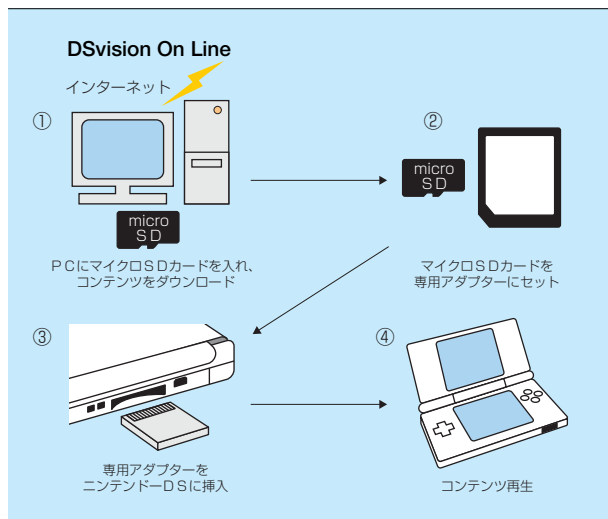 DSvision On Line
インターネット
①
micro
SD
PCにマイクロSDカードを入れ、
コンテンツをダウンロード
②
micro
SD
マイクロSDカードを
専用アダプターにセット
③
専用アダプターを
ニンテンドーDSに挿入
④
コンテンツ再生